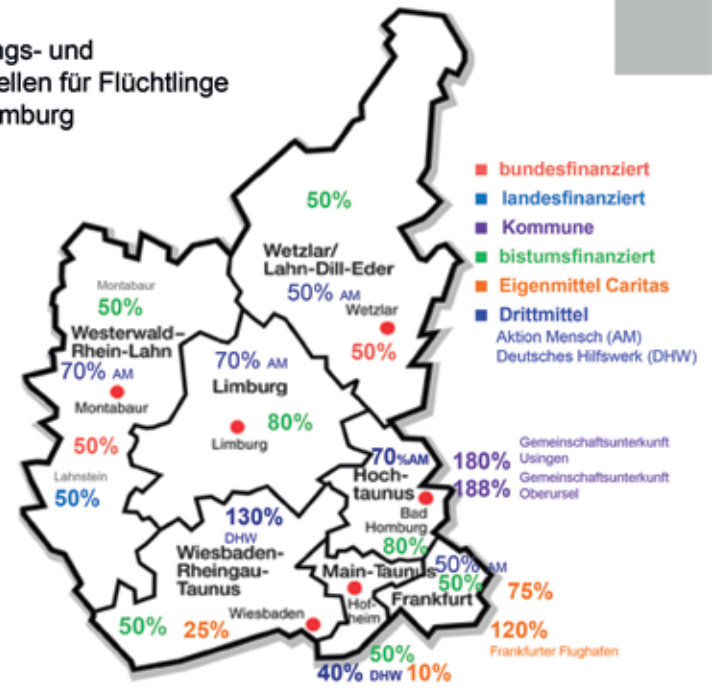 ngs- und
ellen für Flüchtlinge
mburg
bundesfinanziert
landesfinanziert
Kommune
bistumsfinanziert
Eigenmittel Caritas
Drittmittel
Aktion Mensch (AM)
Deutsches Hilfswerk (DHW)
50%
Wetzlar/
Lahn-Dill-Eder
50% AM
Wetzlar
50%
Montabaur
50%
Westerwald-
Rhein-Lahn
70% AM
Montabaur
50%
Lahnstein
50%
70% AM
Limburg
80%
Limburg
70%AM
Hoch-
taunus
Bad
Homburg
80%
180% Gemeinschaftsunterkunft
Usingen
188% Gemeinschaftsunterkunft
Oberursel
130%
DHW
Wiesbaden-
Rheingau-
Taunus
Wiesbaden
50% 25%
Main-Taunus
Hof-
heim
50%
40% DHW 10%
50% AM
50%
Frankfurt
75%
120%
Frankfurter Flughafen